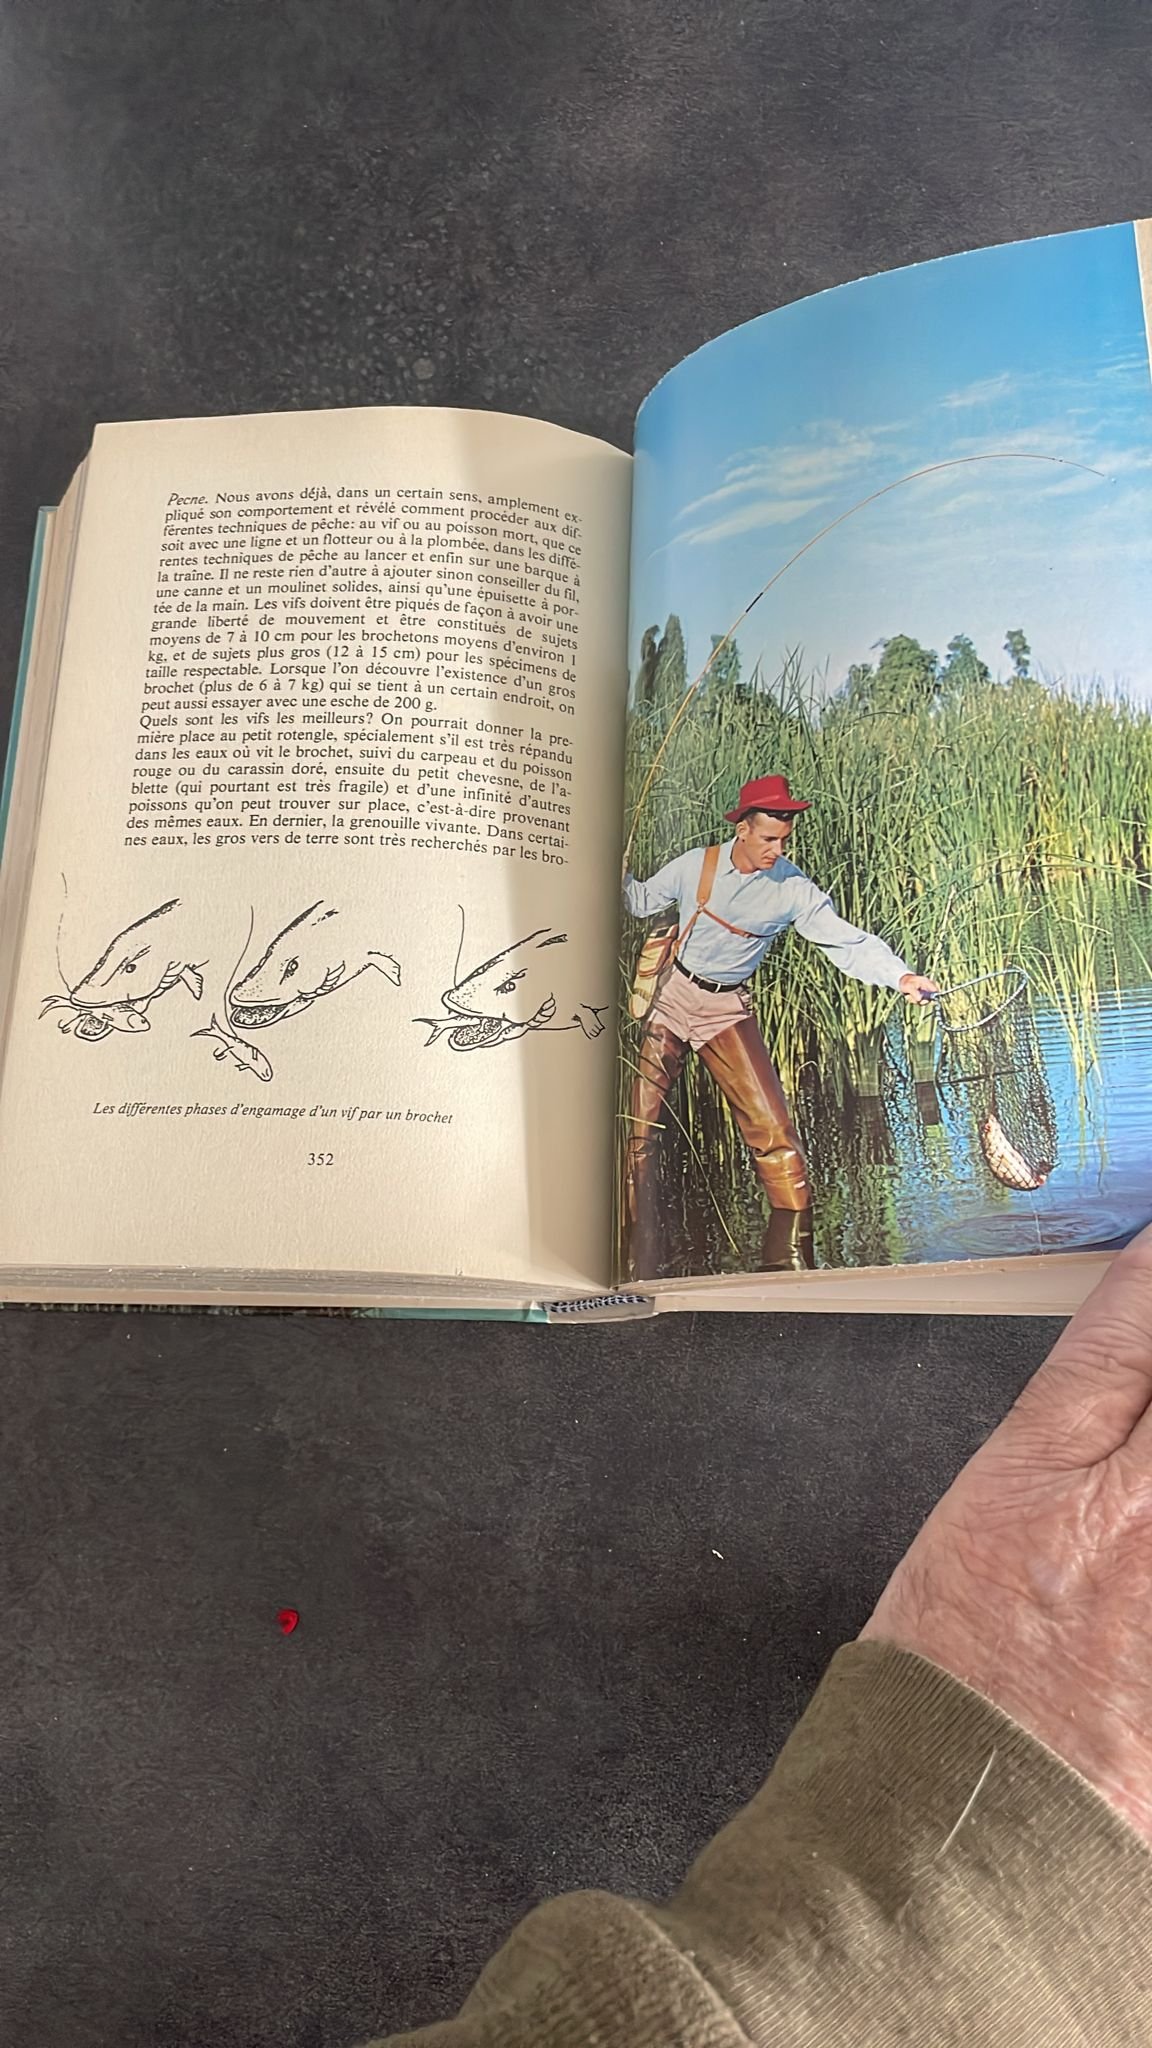 Peche. Nous avons déjà, dans un certain sens, amplement ex-
pliqué son comportement et révélé comment procéder aux dif-
férentes techniques de pêche: au vif ou au poisson mort, que ce
soit avec une ligne et un flotteur ou à la plombée, dans les diffé-
rentes techniques de pêche au lancer et enfin sur une barque à
la traîne. Il ne reste rien d'autre à ajouter sinon conseiller du fil,
une canne et un moulinet solides, ainsi qu'une épuisette à por-
tée de la main. Les vifs doivent être piqués de façon à avoir une
grande liberté de mouvement et être constitués de sujets
moyens de 7 à 10 cm pour les brochetons moyens d'environ 1
kg, et de sujets plus gros (12 à 15 cm) pour les spécimens de
taille respectable. Lorsque l'on découvre l'existence d'un gros
brochet (plus de 6 à 7 kg) qui se tient à un certain endroit, on
peut aussi essayer avec une esche de 200 g.
Quels sont les vifs les meilleurs? On pourrait donner la pre-
mière place au petit rotengle, spécialement s'il est très répandu
dans les eaux où vit le brochet, suivi du carpeau et du poisson
rouge ou du carassin doré, ensuite du petit chevesne, de l'a-
blette (qui pourtant est très fragile) et d'une infinité d'autres
poissons qu'on peut trouver sur place, c'est-à-dire provenant
des mêmes eaux. En dernier, la grenouille vivante. Dans certai-
nes eaux, les gros vers de terre sont très recherchés par les bro-
Les différentes phases d'engamage d'un vif par un brochet
352